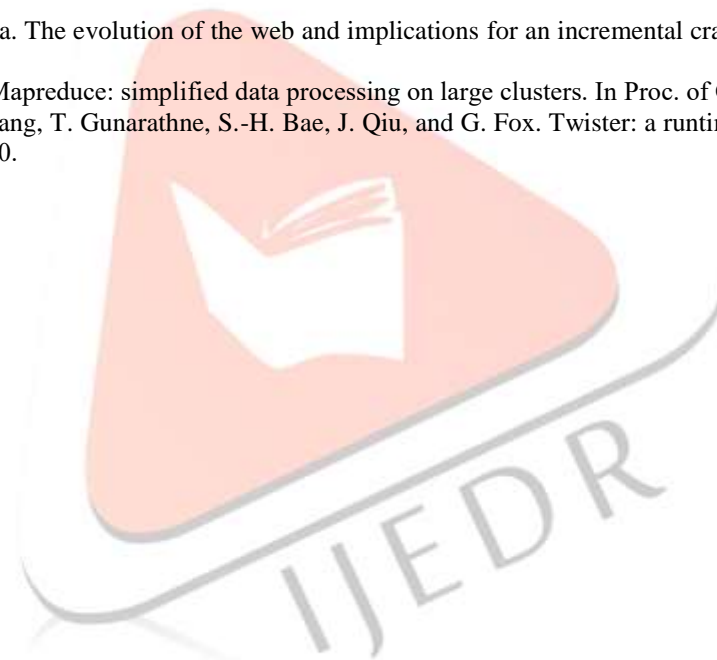 a. The evolution of the web and implications for an incremental cra
Mapreduce: simplified data processing on large clusters. In Proc. of
ang, T. Gunarathne, S.-H. Bae, J. Qiu, and G. Fox. Twister: a runti
0.
IJEDR